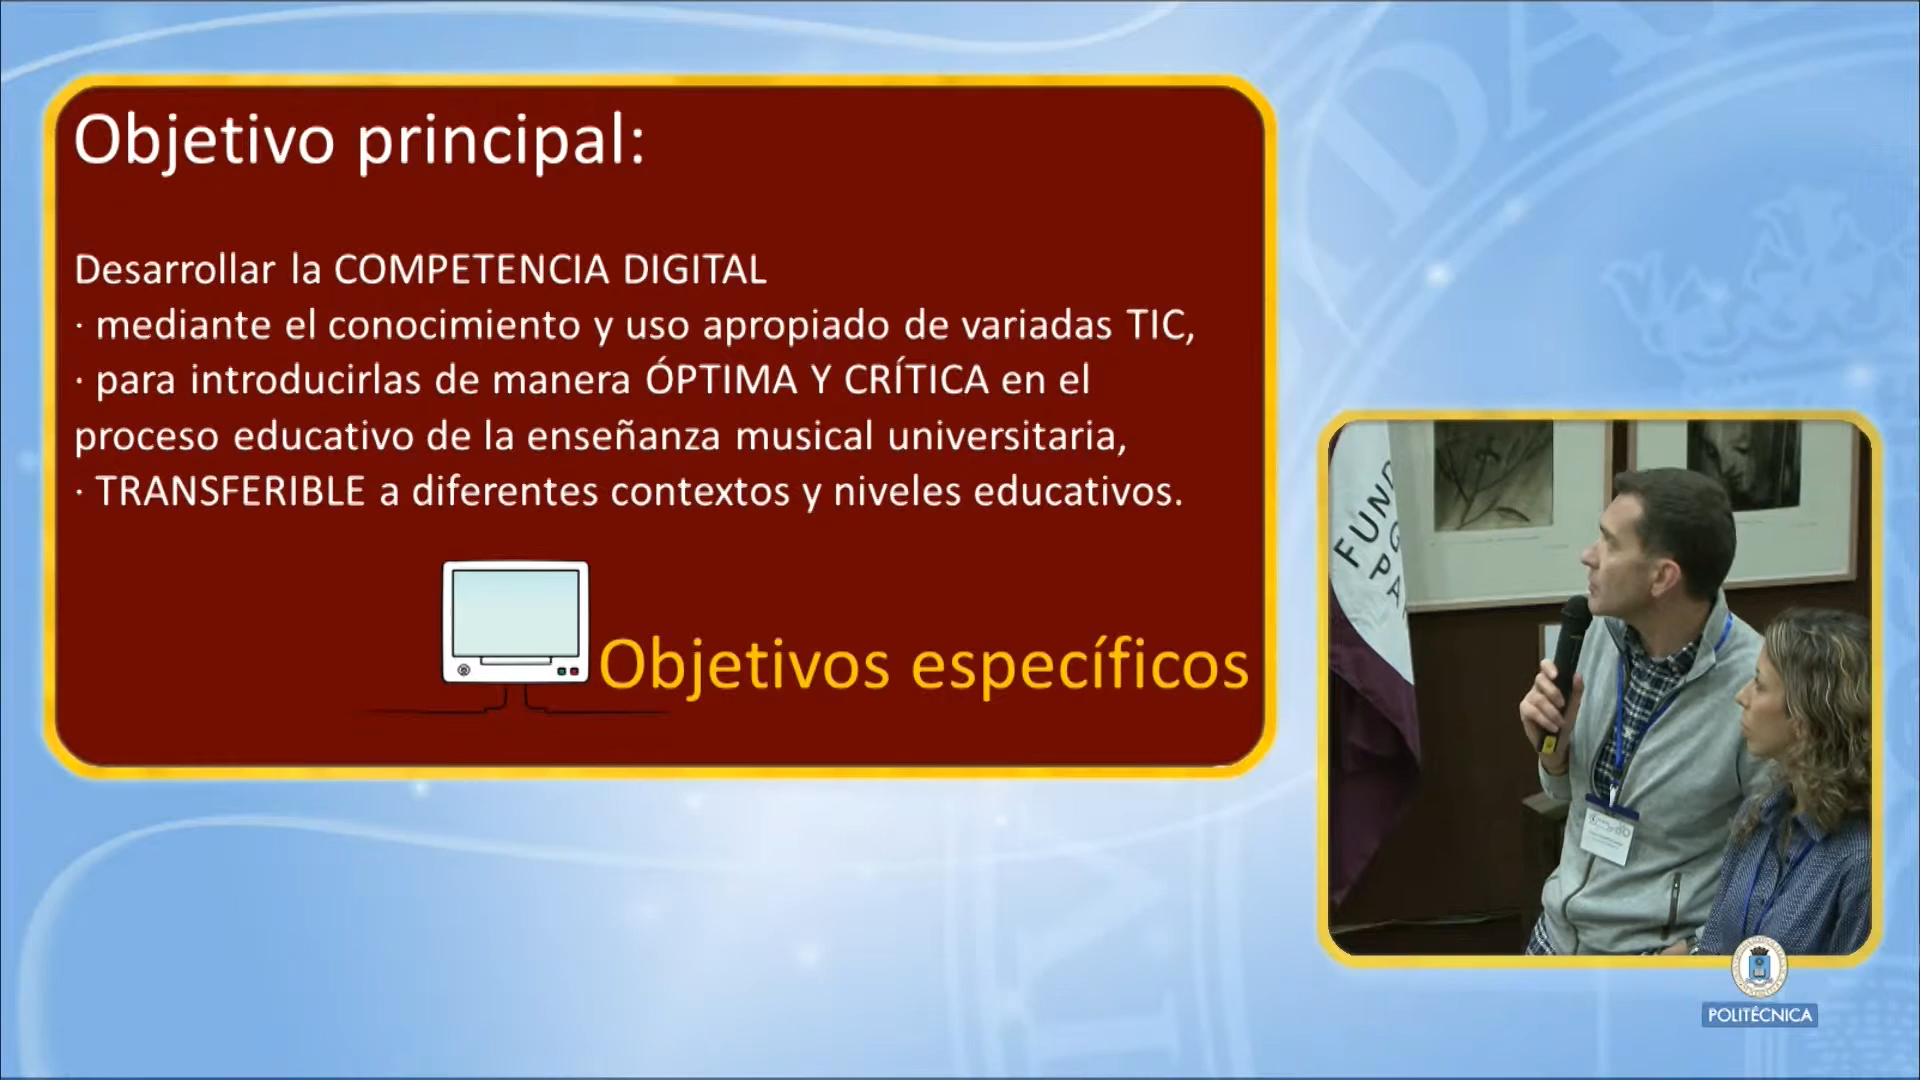 Objetivo principal:
Desarrollar la COMPETENCIA DIGITAL
· mediante el conocimiento y uso apropiado de variadas TIC,
· para introducirlas de manera ÓPTIMA Y CRÍTICA en el
proceso educativo de la enseñanza musical universitaria,
· TRANSFERIBLE a diferentes contextos y niveles educativos.
Objetivos específicos
POLITÉCNICA